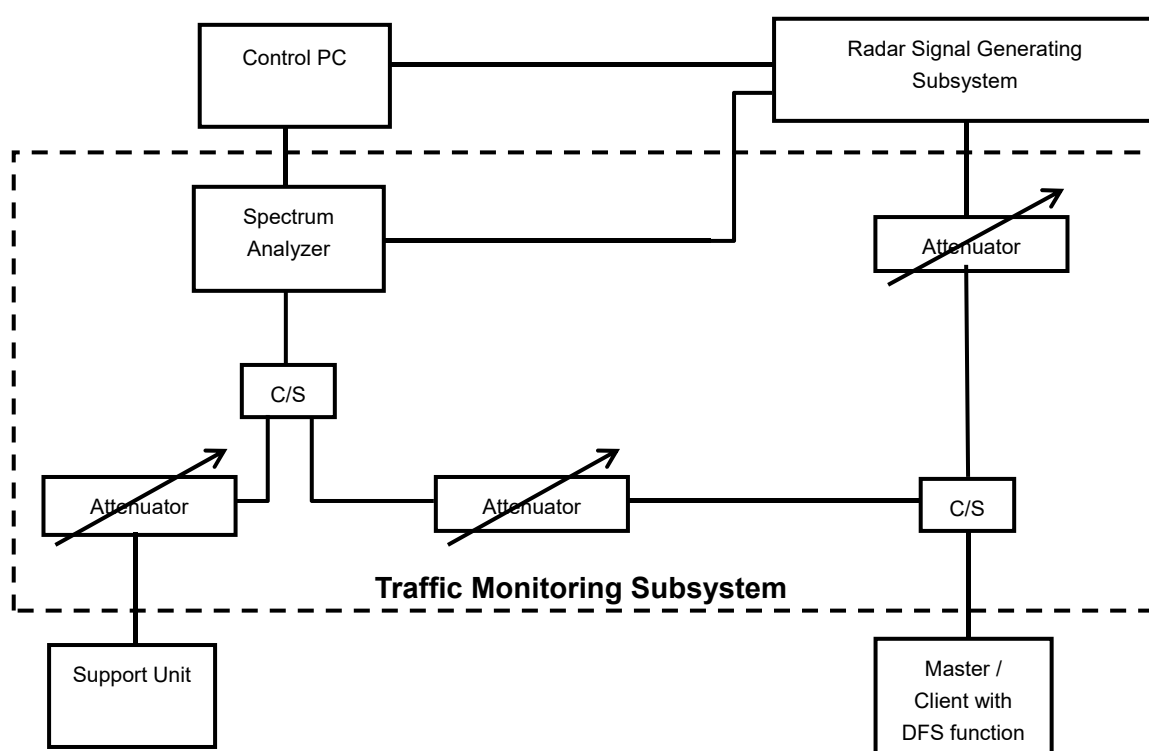 Control PC
Radar Signal Generating
Subsystem
Spectrum
Analyzer
Attenuator
C/S
Attenuator
Attenuator
C/S
Traffic Monitoring Subsystem
Support Unit
Master /
Client with
DFS function